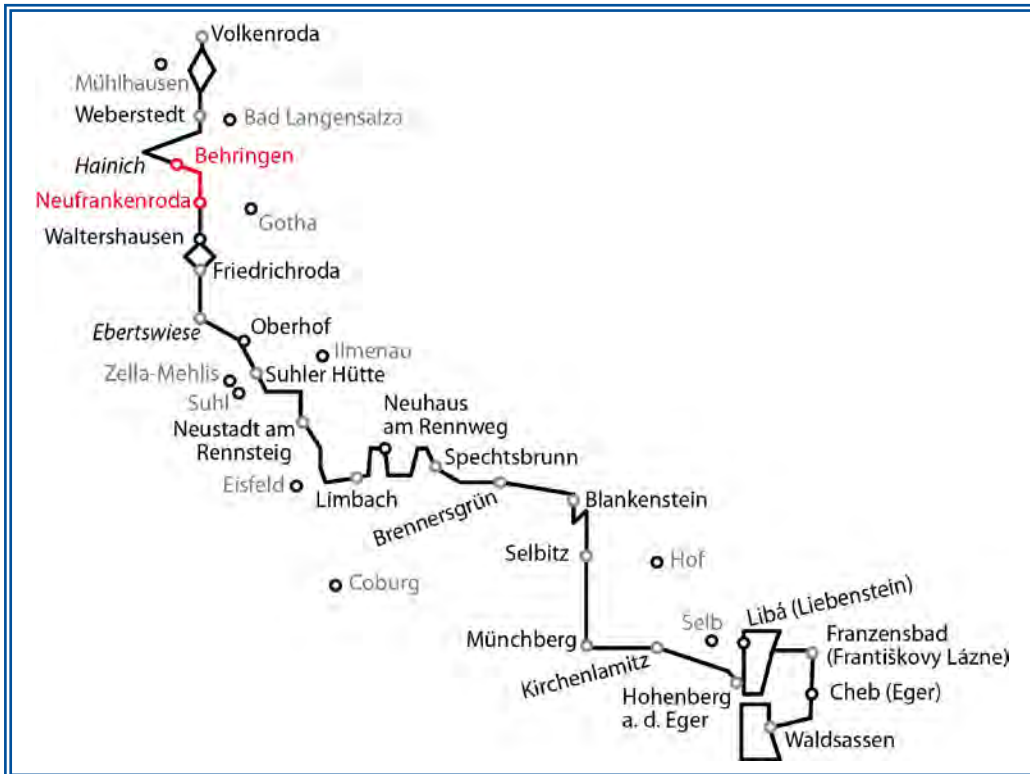 Volkenroda
Mühlhausen
Weberstedt
Bad Langensalza
Hainich
Behringen
Neufrankenroda
Gotha
Waltershausen
Friedrichroda
Ebertswiese
Oberhof
Ilmenau
Zella-Mehlis
Suhler Hütte
Suhl
Neuhaus
am Rennweg
Neustadt am
Rennsteig
Spechtsbrunn
Eisfeld
Limbach
Brennersgrün
Blankenstein
Selbitz
Hof
Coburg
Libá (Liebenstein)
Selb
Münchberg
Franzensbad
(Františkovy Lázne)
Kirchenlamitz
Hohenberg
a. d. Eger
Cheb (Eger)
Waldsassen